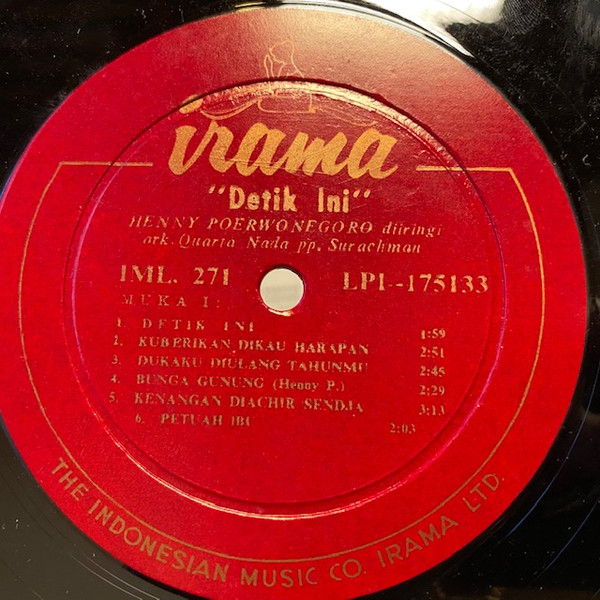 irama
"Detik Ini"
HENNY POERWONEGORO diiringi
ork. Quarta Nada pp. Surachman
IML. 271 LPI--175133
MUKA I:
1. DETIK INI 1:59
2. KUBERIKAN DIKAU HARAPAN 2:51
3. DUKAKU DIULANG TAHUNMU 2:45
4. BUNGA GUNUNG (Henny P.) 2:29
5. KENANGAN DIACHIR SENDJA 3:13
6. PETUAH IBU 2:03
THE INDONESIAN MUSIC CO. IRAMA LTD.